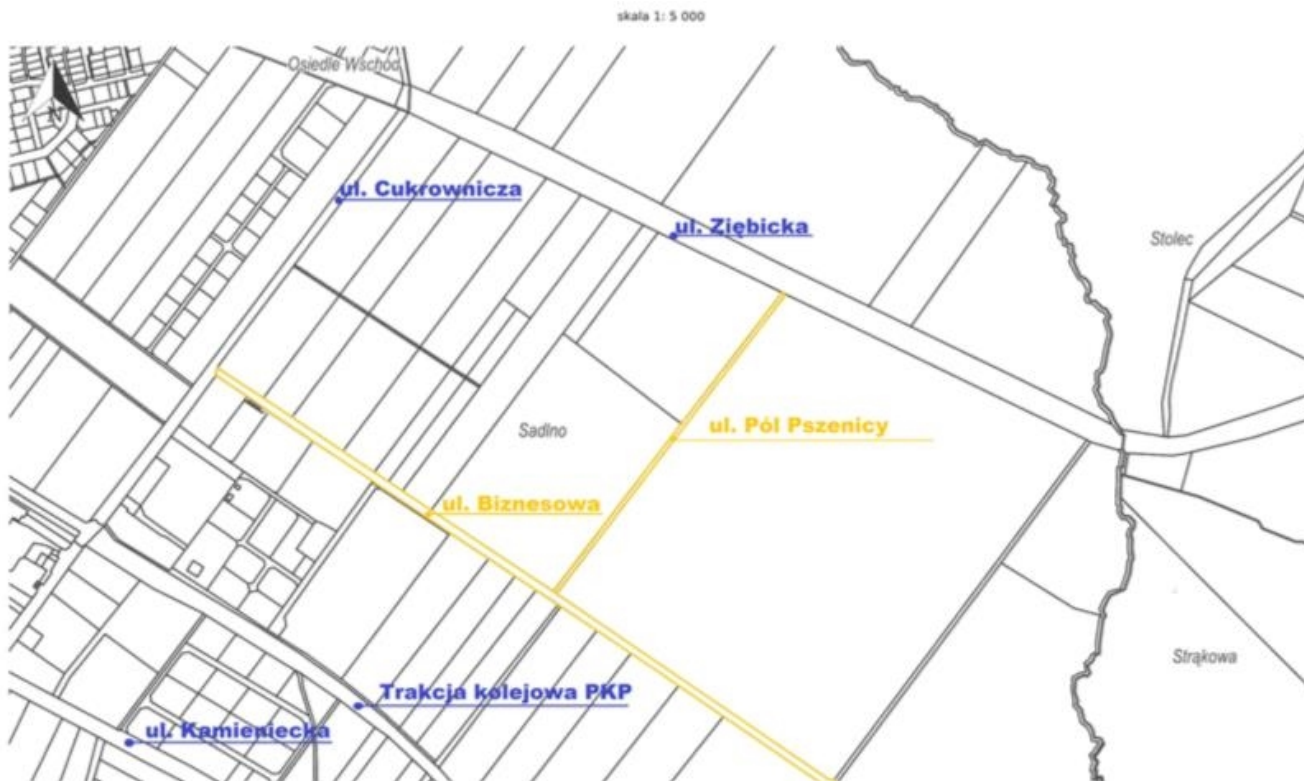 skala 1: 5 000
Osiedle Wschód
N
ul. Cukrownicza
ul. Ziębicka
Stolec
ul. Pól Pszenicy
Sadlno
ul. Biznesowa
Strąkowa
Trakcja kolejowa PKP
ul. Kamieniecka